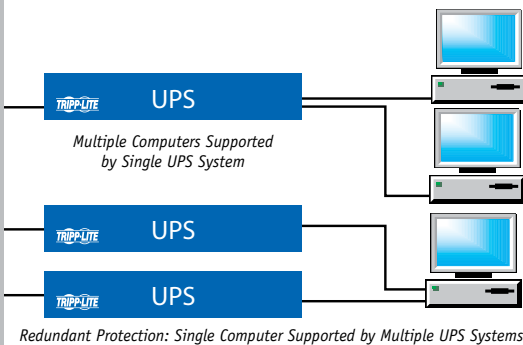 TRIPP·LITE UPS
Multiple Computers Supported
by Single UPS System
TRIPP·LITE UPS
TRIPP·LITE UPS
Redundant Protection: Single Computer Supported by Multiple UPS Systems